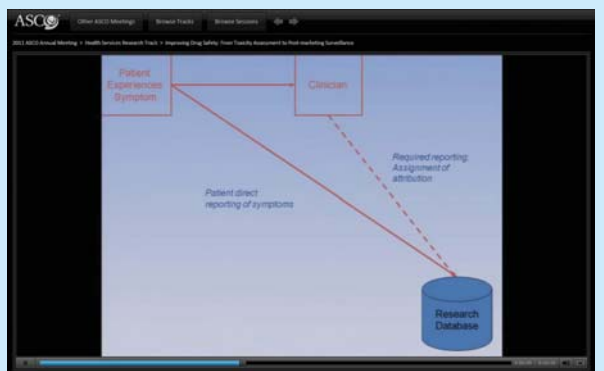 ASCO
Other ASCO Meetings
Browse Tracks
Browse Sessions
2011 ASCO Annual Meeting > Health Services Research Track > Improving Drug Safety: From Toxicity Assessment to Post-marketing Surveillance
Patient
Experiences
Symptom
Clinician
Required reporting;
Assignment of
attribution
Patient direct
reporting of symptoms
Research
Database